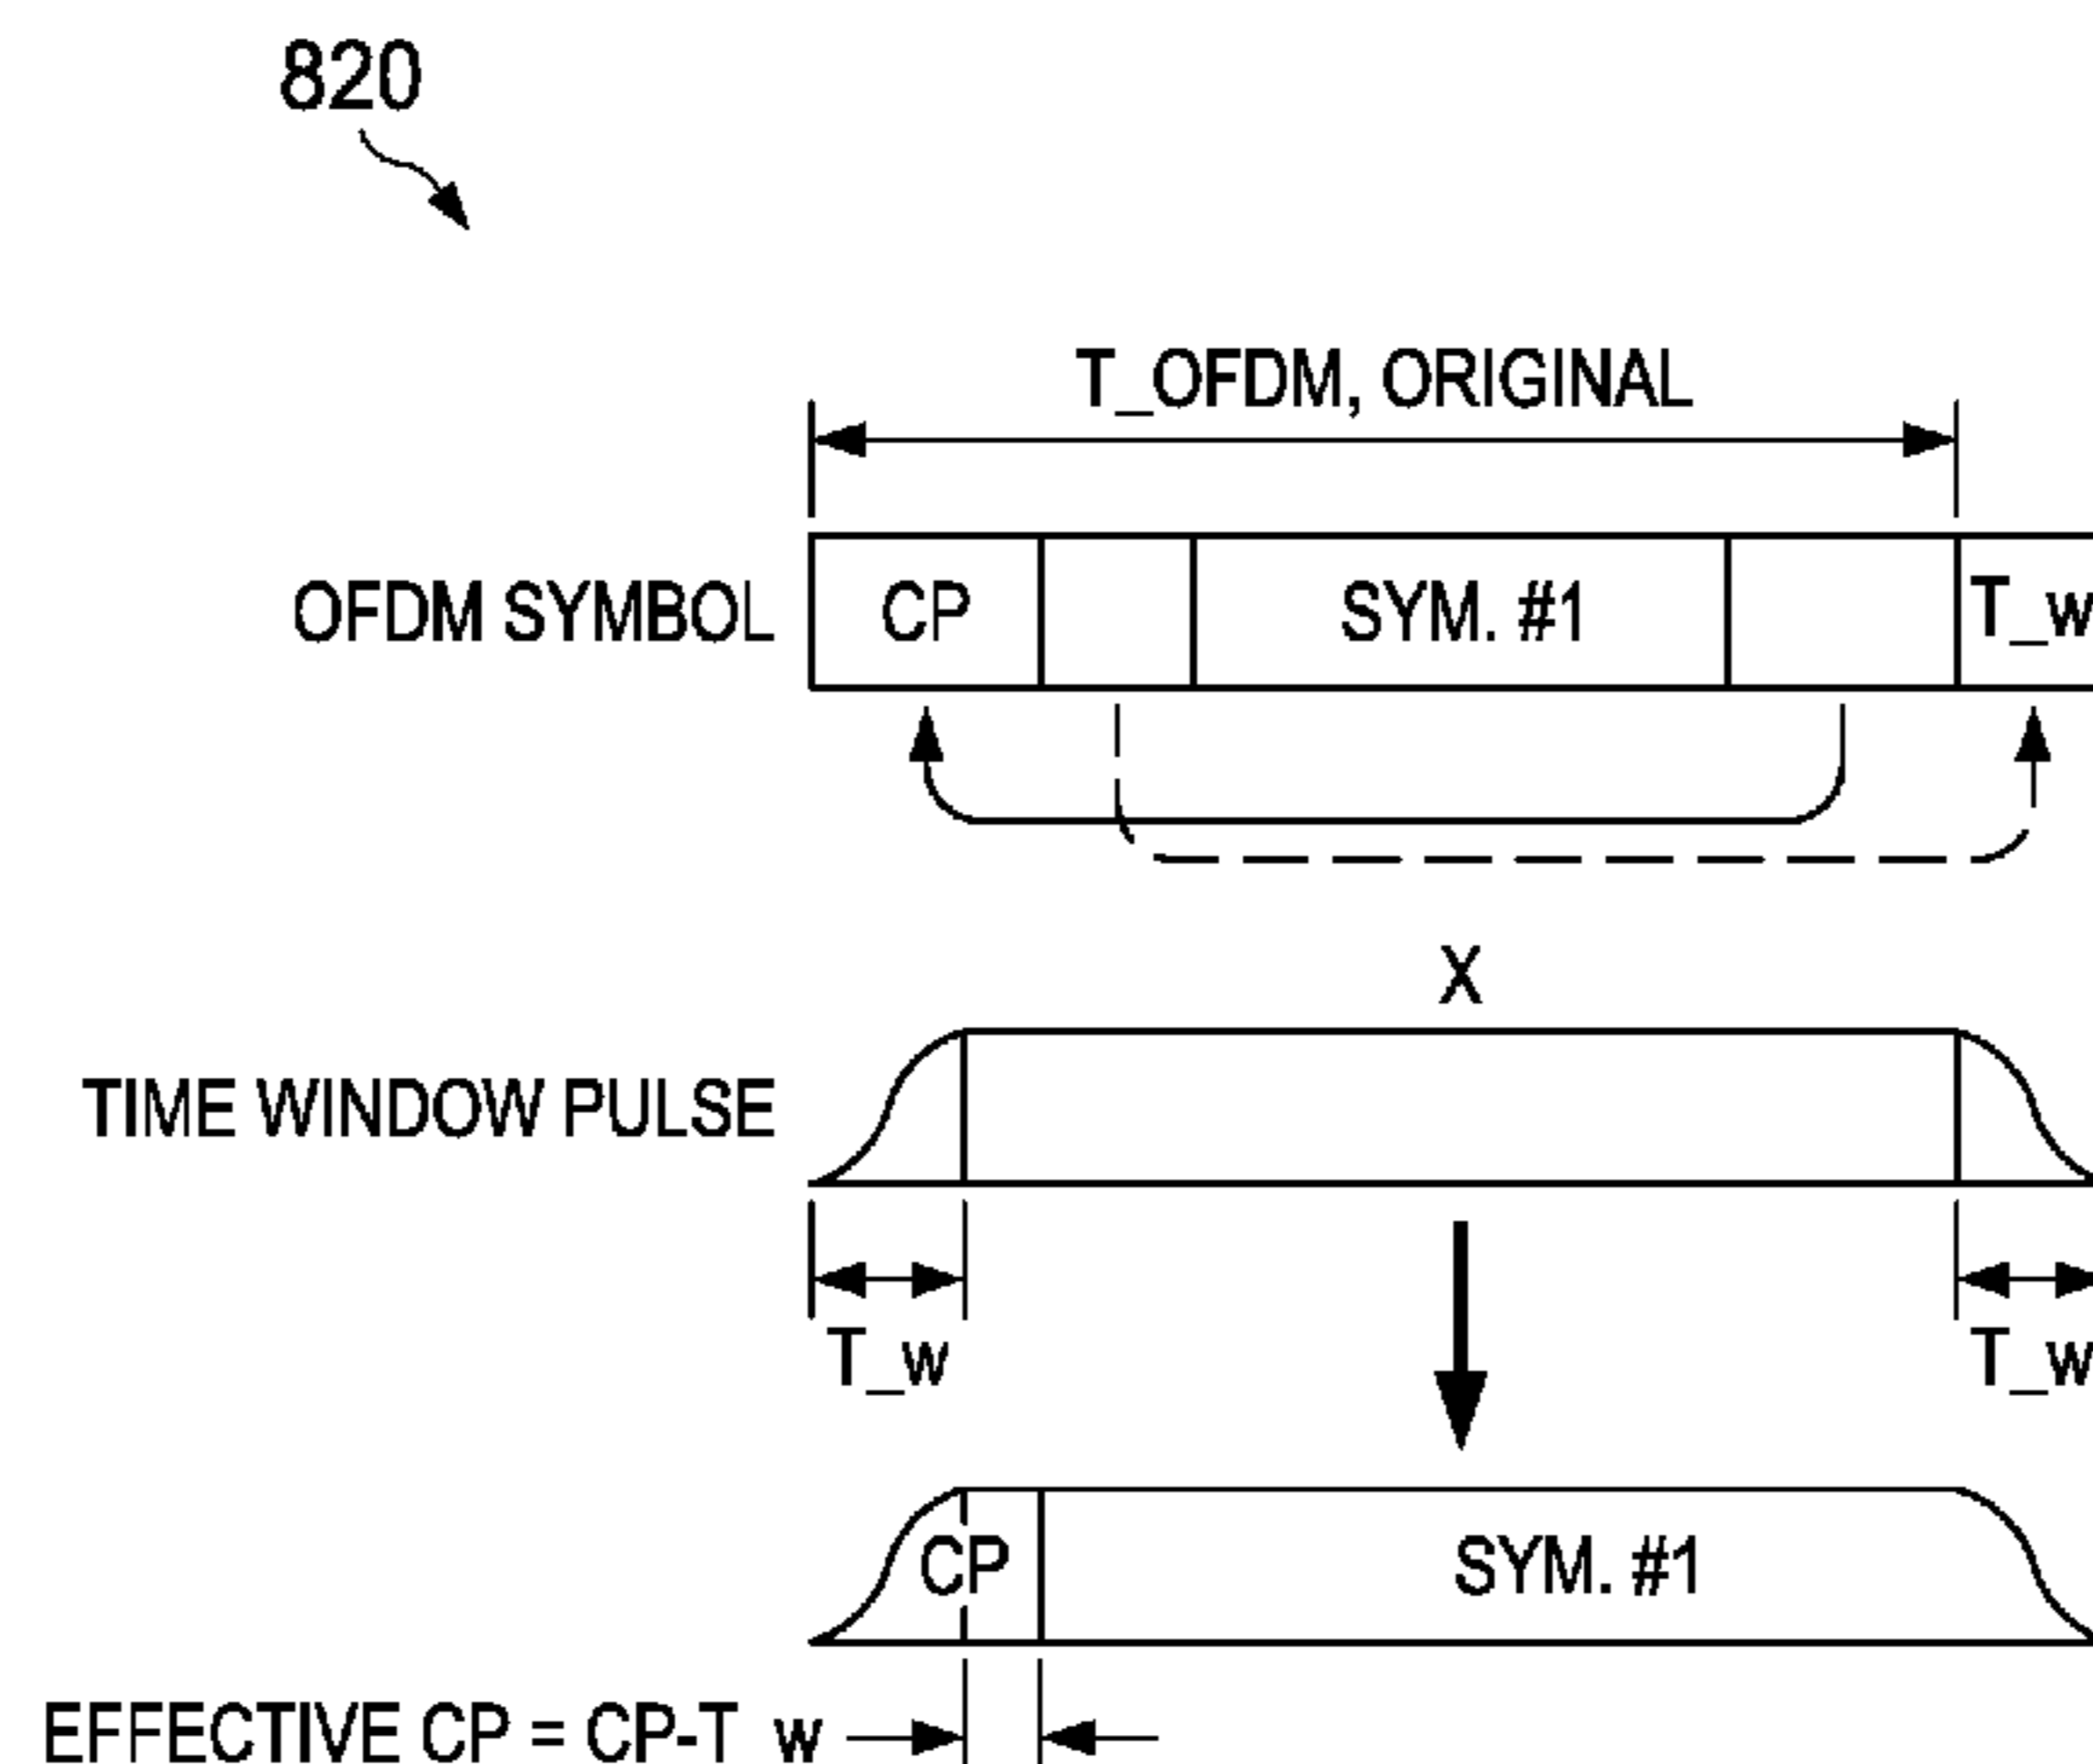 820
T_OFDM, ORIGINAL
OFDM SYMBOL CP SYM. #1 T_w
X
TIME WINDOW PULSE
T_w T_w
CP SYM. #1
EFFECTIVE CP = CP-T_w